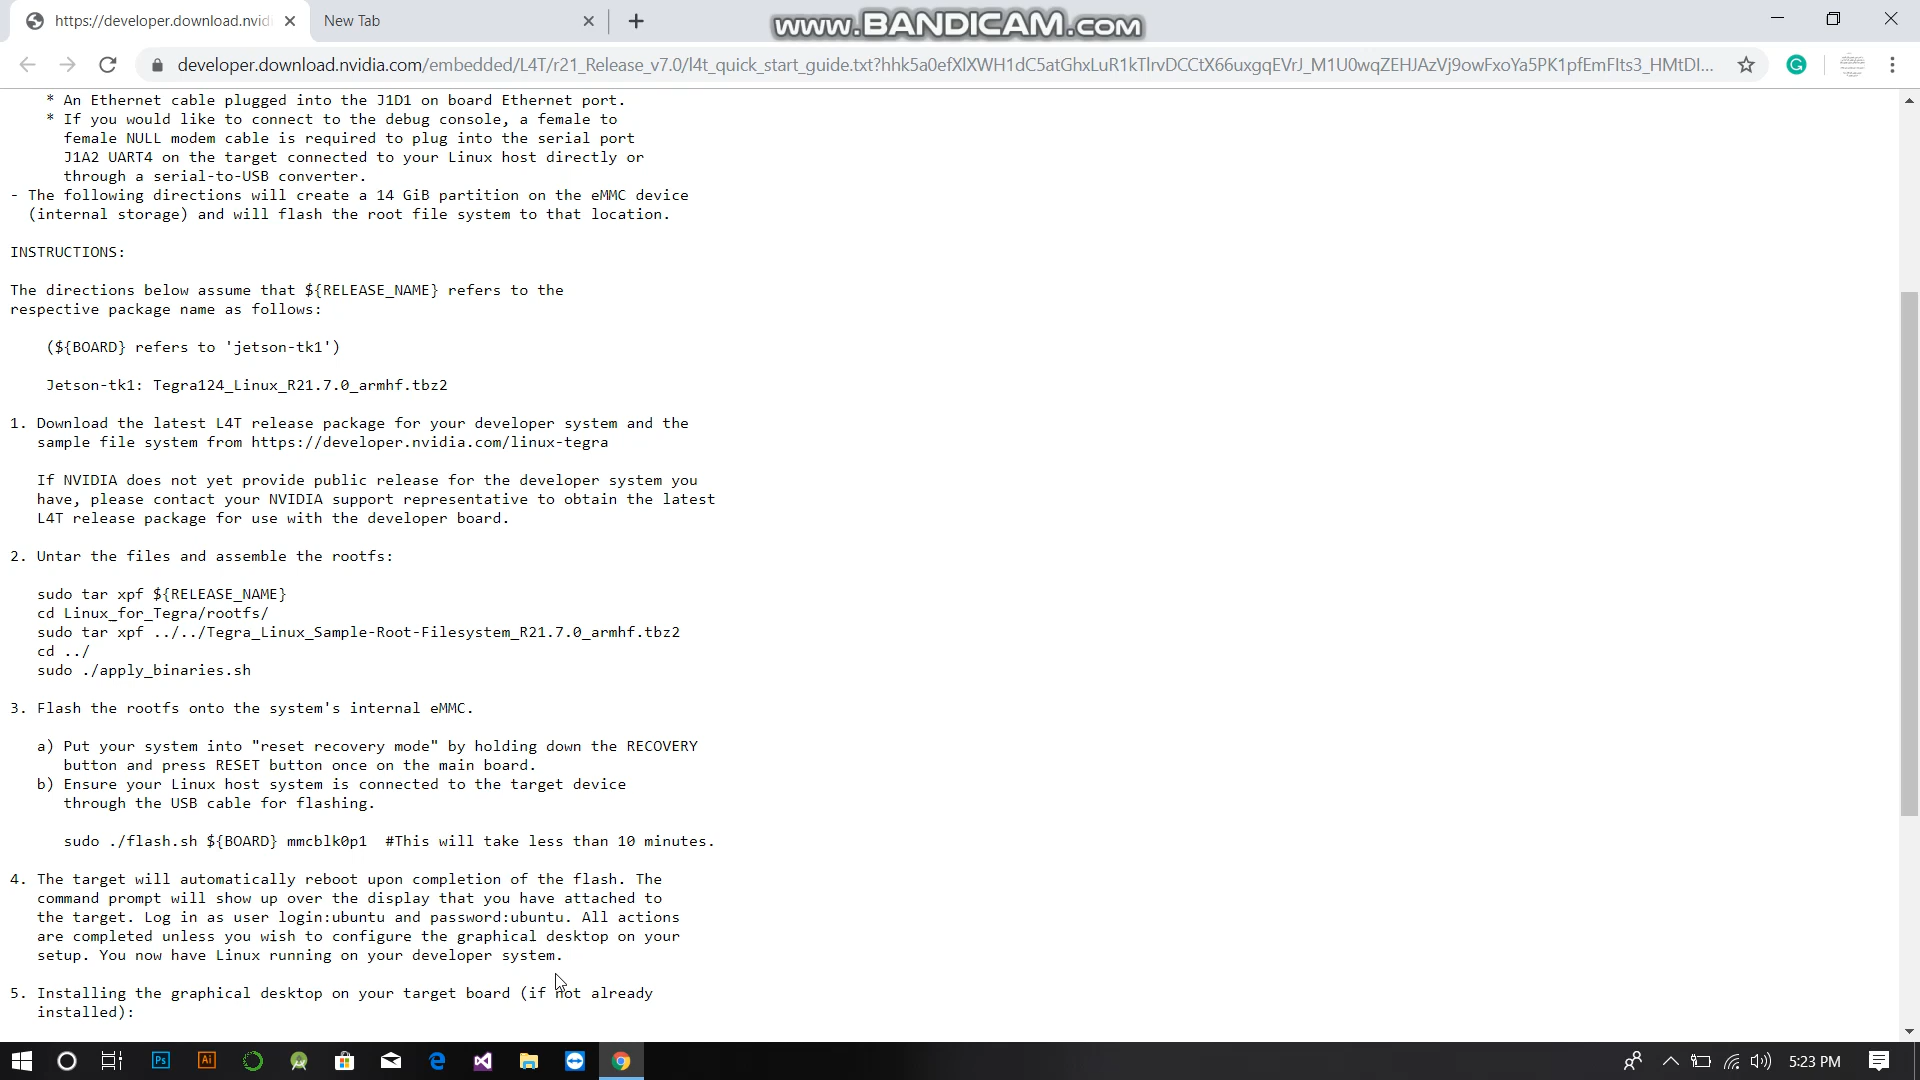 https://developer.download.nvidi
New Tab
www.BANDICAM.com
developer.download.nvidia.com/embedded/L4T/r21_Release_v7.0/l4t_quick_start_guide.txt?
* An Ethernet cable plugged into the J1D1 on board Ethernet port.
* If you would like to connect to the debug console, a female to
female NULL modem cable is required to plug into the serial port
J1A2 UART4 on the target connected to your Linux host directly or
through a serial-to-USB converter.
- The following directions will create a 14 GiB partition on the eMMC device
(internal storage) and will flash the root file system to that location.
INSTRUCTIONS:
The directions below assume that ${RELEASE_NAME} refers to the
respective package name as follows:
(${BOARD} refers to 'jetson-tk1')
Jetson-tk1: Tegra124_Linux_R21.7.0_armhf.tbz2
1. Download the latest L4T release package for your developer system and the
sample file system from https://developer.nvidia.com/linux-tegra
If NVIDIA does not yet provide public release for the developer system you
have, please contact your NVIDIA support representative to obtain the latest
L4T release package for use with the developer board.
2. Untar the files and assemble the rootfs:
sudo tar xpf ${RELEASE_NAME}
cd Linux_for_Tegra/rootfs/
sudo tar xpf ../../Tegra_Linux_Sample-Root-Filesystem_R21.7.0_armhf.tbz2
cd ../
sudo ./apply_binaries.sh
3. Flash the rootfs onto the system's internal eMMC.
a) Put your system into "reset recovery mode" by holding down the RECOVERY
button and press RESET button once on the main board.
b) Ensure your Linux host system is connected to the target device
through the USB cable for flashing.
sudo ./flash.sh ${BOARD} mmcblk0p1  #This will take less than 10 minutes.
4. The target will automatically reboot upon completion of the flash. The
command prompt will show up over the display that you have attached to
the target. Log in as user login:ubuntu and password:ubuntu. All actions
are completed unless you wish to configure the graphical desktop on your
setup. You now have Linux running on your developer system.
5. Installing the graphical desktop on your target board (if not already
installed):
Ps
Ai
5:23 PM